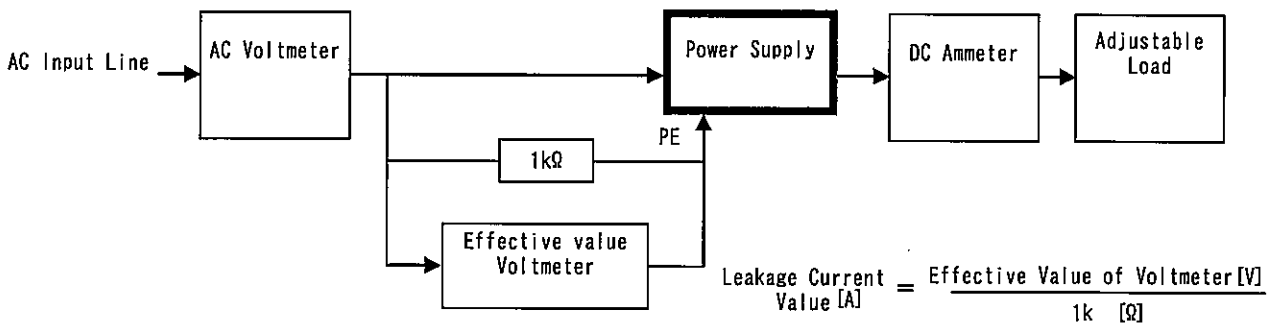 AC Input Line
AC Voltmeter
Power Supply
DC Ammeter
Adjustable
Load
PE
1kΩ
Effective value
Voltmeter
Leakage Current
Value[A]
=
Effective Value of Voltmeter[V]
1k [Ω]